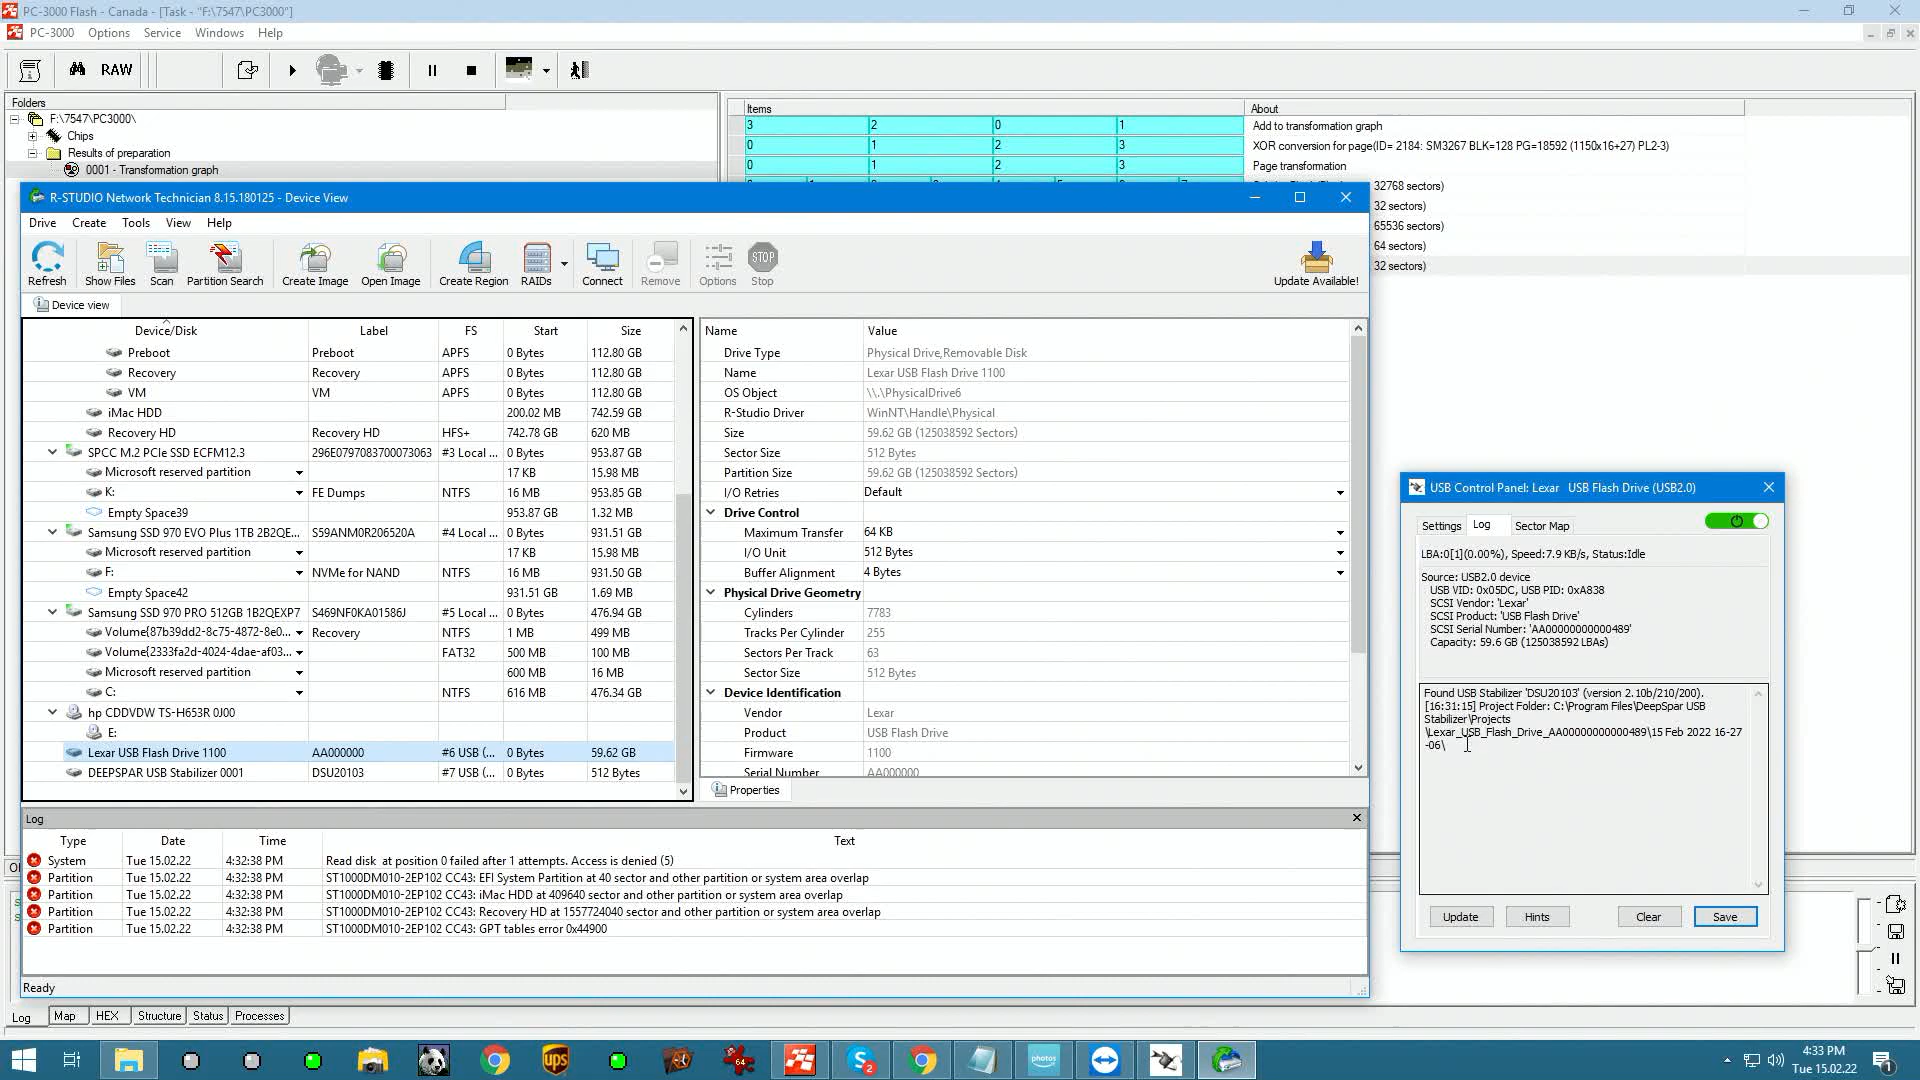 PC-3000 Flash - Canada - [Task - "F:\7547\PC3000"]
PC-3000 Options Service Windows Help
RAW
Folders
F:\7547\PC3000\
Chips
Results of preparation
0001 - Transformation graph
Items About
3 2 0 1 Add to transformation graph
0 1 2 3 XOR conversion for page(ID= 2184: SM3267 BLK=128 PG=18592 (1150x16+27) PL2-3)
0 1 2 3 Page transformation
32768 sectors)
32 sectors)
65536 sectors)
64 sectors)
32 sectors)
R-STUDIO Network Technician 8.15.180125 - Device View
Drive Create Tools View Help
Refresh Show Files Scan Partition Search Create Image Open Image Create Region RAIDs Connect Remove Options STOP Stop Update Available!
Device view
Device/Disk Label FS Start Size
Preboot Preboot APFS 0 Bytes 112.80 GB
Recovery Recovery APFS 0 Bytes 112.80 GB
VM VM APFS 0 Bytes 112.80 GB
iMac HDD 200.02 MB 742.59 GB
Recovery HD Recovery HD HFS+ 742.78 GB 620 MB
SPCC M.2 PCIe SSD ECFM12.3 296E0797083700073063 #3 Local ... 0 Bytes 953.87 GB
Microsoft reserved partition 17 KB 15.98 MB
K: FE Dumps NTFS 16 MB 953.85 GB
Empty Space39 953.87 GB 1.32 MB
Samsung SSD 970 EVO Plus 1TB 2B2QE... S59ANM0R206520A #4 Local ... 0 Bytes 931.51 GB
Microsoft reserved partition 17 KB 15.98 MB
F: NVMe for NAND NTFS 16 MB 931.50 GB
Empty Space42 931.51 GB 1.69 MB
Samsung SSD 970 PRO 512GB 1B2QEXP7 S469NF0KA01586J #5 Local ... 0 Bytes 476.94 GB
Volume{87b39dd2-8c75-4872-8e0... Recovery NTFS 1 MB 499 MB
Volume{2333fa2d-4024-4dae-af03... FAT32 500 MB 100 MB
Microsoft reserved partition 600 MB 16 MB
C: NTFS 616 MB 476.34 GB
hp CDDVDW TS-H653R 0J00
E:
Lexar USB Flash Drive 1100 AA000000 #6 USB (... 0 Bytes 59.62 GB
DEEPSPAR USB Stabilizer 0001 DSU20103 #7 USB (... 0 Bytes 512 Bytes
Name Value
Drive Type Physical Drive,Removable Disk
Name Lexar USB Flash Drive 1100
OS Object \\.\PhysicalDrive6
R-Studio Driver WinNT\Handle\Physical
Size 59.62 GB (125038592 Sectors)
Sector Size 512 Bytes
Partition Size 59.62 GB (125038592 Sectors)
I/O Retries Default
Drive Control
Maximum Transfer 64 KB
I/O Unit 512 Bytes
Buffer Alignment 4 Bytes
Physical Drive Geometry
Cylinders 7783
Tracks Per Cylinder 255
Sectors Per Track 63
Sector Size 512 Bytes
Device Identification
Vendor Lexar
Product USB Flash Drive
Firmware 1100
Serial Number AA000000
Properties
Log
Type Date Time Text
System Tue 15.02.22 4:32:38 PM Read disk at position 0 failed after 1 attempts. Access is denied (5)
Partition Tue 15.02.22 4:32:38 PM ST1000DM010-2EP102 CC43: EFI System Partition at 40 sector and other partition or system area overlap
Partition Tue 15.02.22 4:32:38 PM ST1000DM010-2EP102 CC43: iMac HDD at 409640 sector and other partition or system area overlap
Partition Tue 15.02.22 4:32:38 PM ST1000DM010-2EP102 CC43: Recovery HD at 1557724040 sector and other partition or system area overlap
Partition Tue 15.02.22 4:32:38 PM ST1000DM010-2EP102 CC43: GPT tables error 0x44900
Ready
USB Control Panel: Lexar USB Flash Drive (USB2.0)
Settings Log Sector Map
LBA:0[1](0.00%), Speed:7.9 KB/s, Status:Idle
Source: USB2.0 device
USB VID: 0x05DC, USB PID: 0xA838
SCSI Vendor: 'Lexar'
SCSI Product: 'USB Flash Drive'
SCSI Serial Number: 'AA00000000000489'
Capacity: 59.6 GB (125038592 LBAs)
Found USB Stabilizer 'DSU20103' (version 2.10b/210/200).
[16:31:15] Project Folder: C:\Program Files\DeepSpar USB
Stabilizer\Projects
\Lexar_USB_Flash_Drive_AA00000000000489\15 Feb 2022 16-27
-06\
Update Hints Clear Save
Log Map HEX Structure Status Processes
ups 64 S 2 photos
4:33 PM
Tue 15.02.22
1